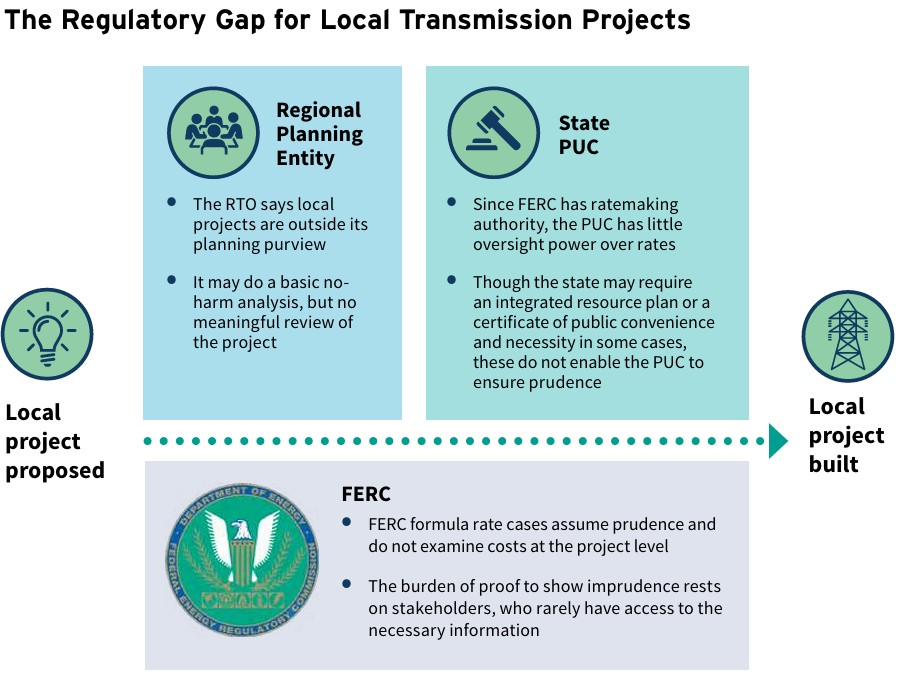 The Regulatory Gap for Local Transmission Projects
Regional
Planning
Entity
• The RTO says local
projects are outside its
planning purview
• It may do a basic no-
harm analysis, but no
meaningful review of
the project
State
PUC
• Since FERC has ratemaking
authority, the PUC has little
oversight power over rates
• Though the state may require
an integrated resource plan or a
certificate of public convenience
and necessity in some cases,
these do not enable the PUC to
ensure prudence
Local
project
proposed
Local
project
built
DEPARTMENT OF ENERGY
FEDERAL ENERGY REGULATORY COMMISSION
FERC
• FERC formula rate cases assume prudence and
do not examine costs at the project level
• The burden of proof to show imprudence rests
on stakeholders, who rarely have access to the
necessary information